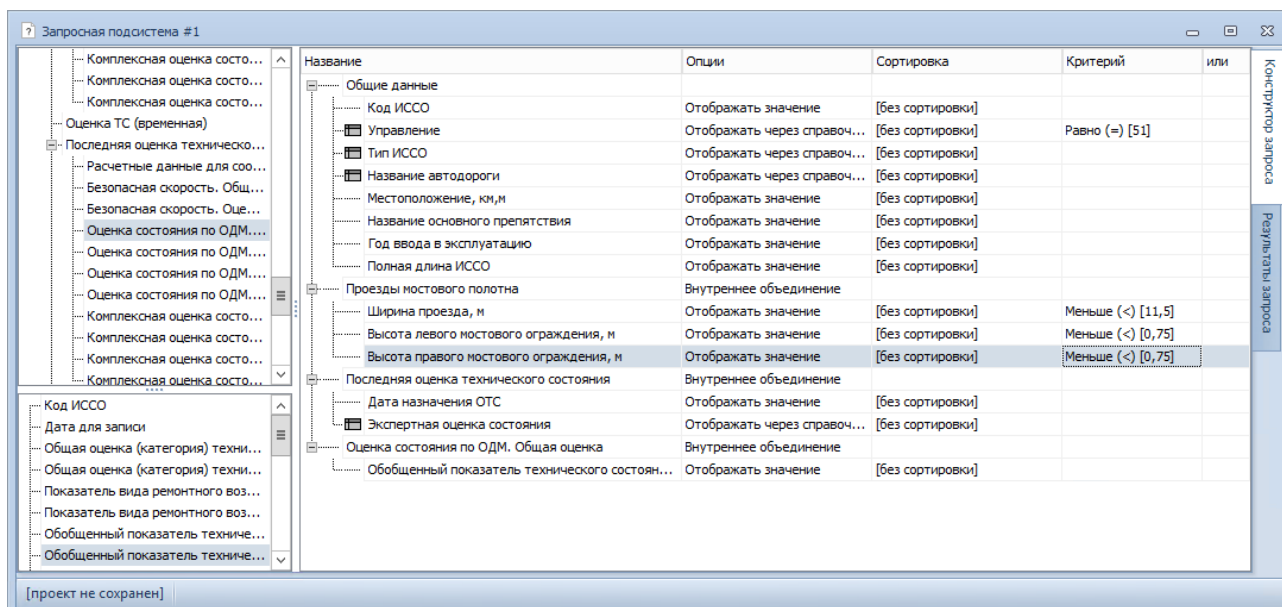 Запросная подсистема #1
Комплексная оценка состо...
Комплексная оценка состо...
Комплексная оценка состо...
Оценка ТС (временная)
Последняя оценка техническо...
Расчетные данные для соо...
Безопасная скорость. Общ...
Безопасная скорость. Оце...
Оценка состояния по ОДМ....
Оценка состояния по ОДМ....
Оценка состояния по ОДМ....
Оценка состояния по ОДМ....
Комплексная оценка состо...
Комплексная оценка состо...
Комплексная оценка состо...
Комплексная оценка состо...
Код ИССО
Дата для записи
Общая оценка (категория) техни...
Общая оценка (категория) техни...
Показатель вида ремонтного воз...
Показатель вида ремонтного воз...
Обобщенный показатель техниче...
Обобщенный показатель техниче...
Название Опции Сортировка Критерий или
Общие данные
Код ИССО Отображать значение [без сортировки]
Управление Отображать через справоч... [без сортировки] Равно (=) [51]
Тип ИССО Отображать через справоч... [без сортировки]
Название автодороги Отображать через справоч... [без сортировки]
Местоположение, км,м Отображать значение [без сортировки]
Название основного препятствия Отображать значение [без сортировки]
Год ввода в эксплуатацию Отображать значение [без сортировки]
Полная длина ИССО Отображать значение [без сортировки]
Проезды мостового полотна Внутреннее объединение
Ширина проезда, м Отображать значение [без сортировки] Меньше (<) [11,5]
Высота левого мостового ограждения, м Отображать значение [без сортировки] Меньше (<) [0,75]
Высота правого мостового ограждения, м Отображать значение [без сортировки] Меньше (<) [0,75]
Последняя оценка технического состояния Внутреннее объединение
Дата назначения ОТС Отображать значение [без сортировки]
Экспертная оценка состояния Отображать через справоч... [без сортировки]
Оценка состояния по ОДМ. Общая оценка Внутреннее объединение
Обобщенный показатель технического состоян... Отображать значение [без сортировки]
Конструктор запроса
Результаты запроса
[проект не сохранен]